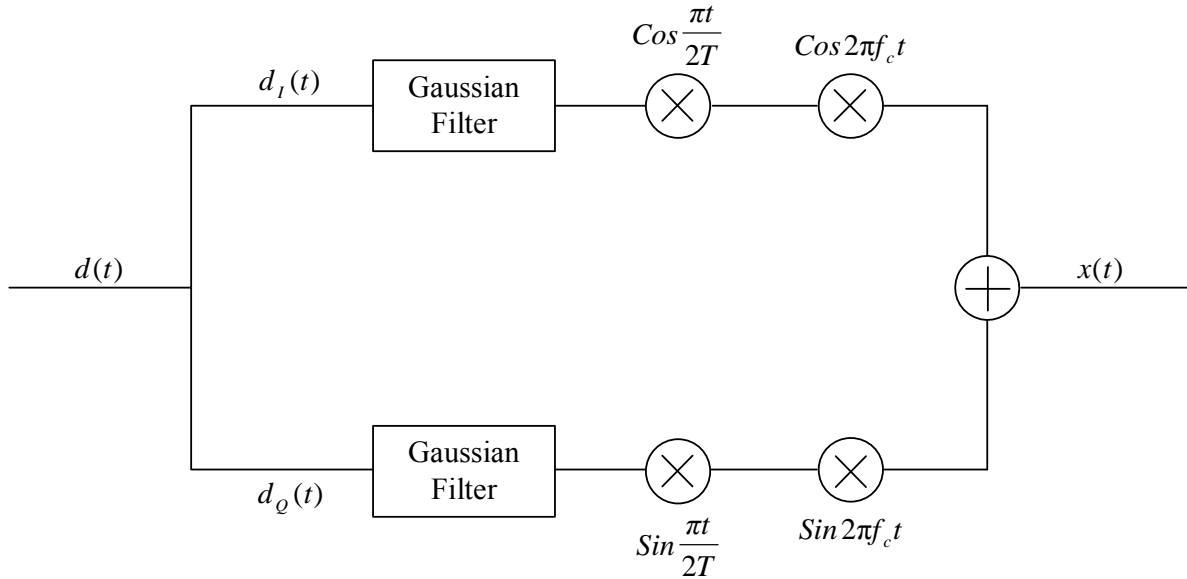 Cos πt/2T
Cos 2πf_c t
d_I(t)
Gaussian
Filter
d(t)
x(t)
Gaussian
Filter
d_Q(t)
Sin πt/2T
Sin 2πf_c t